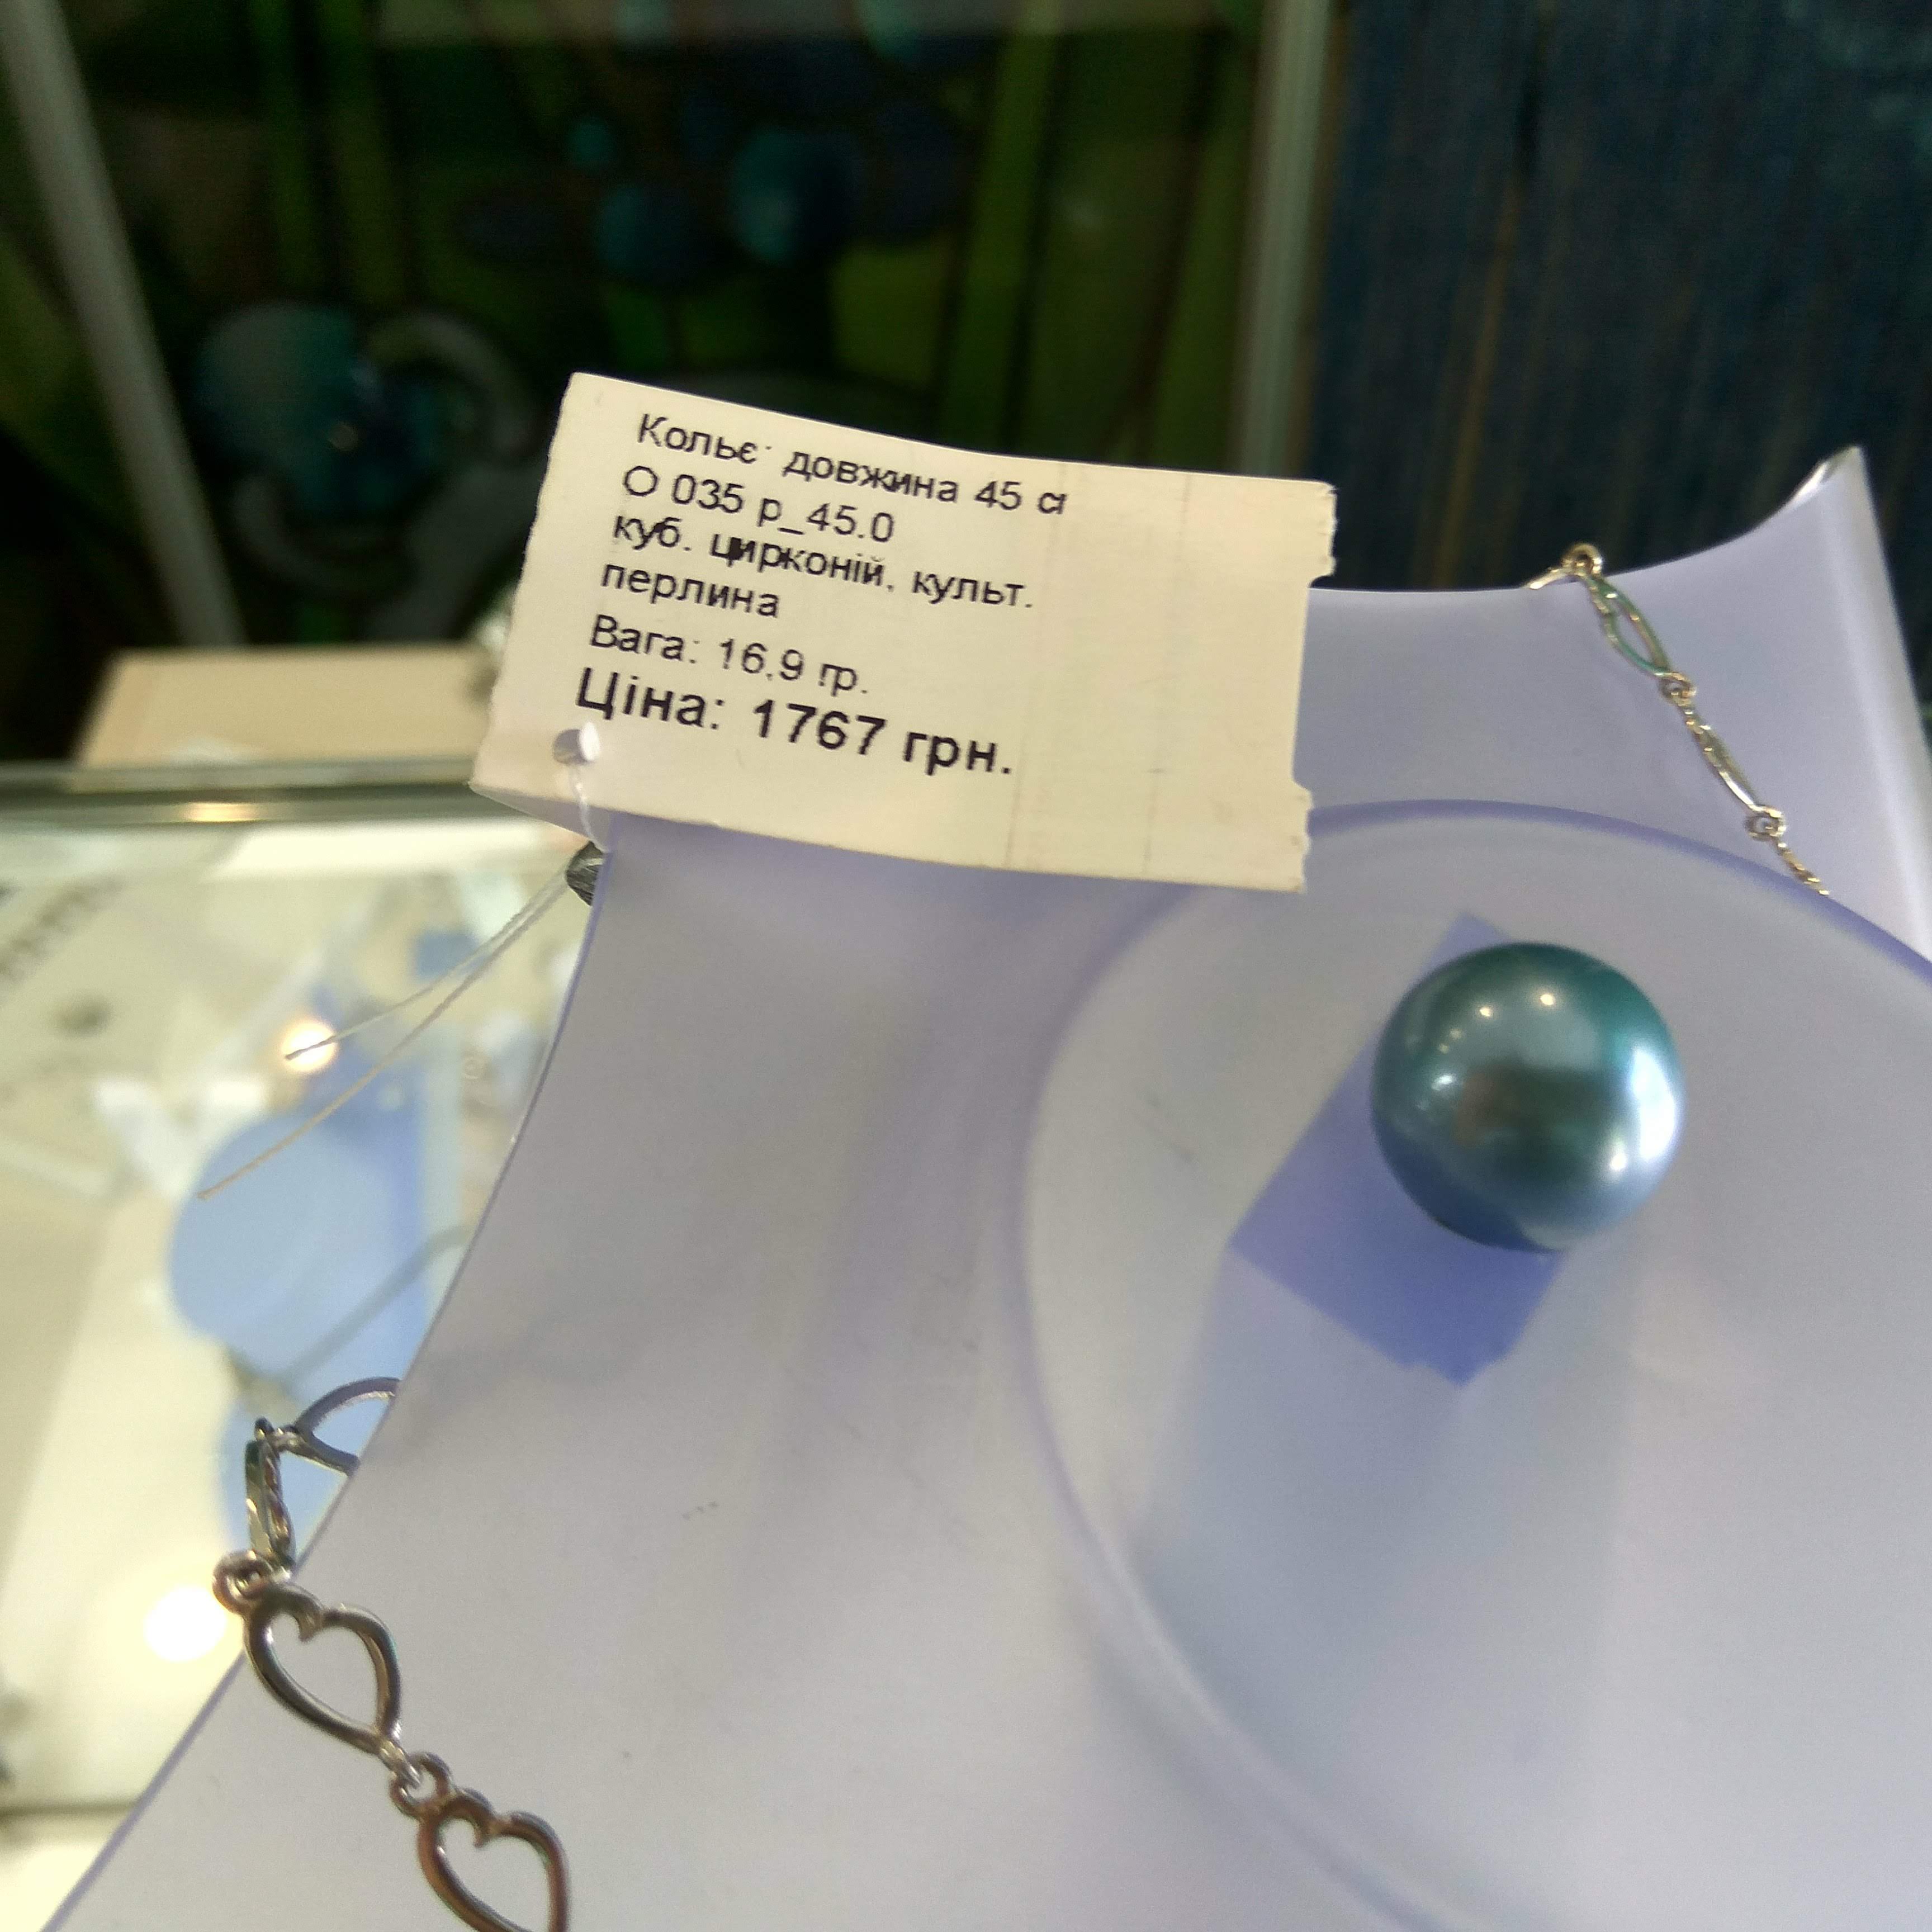 Кольє: довжина 45 с
О 035 р_45.0
куб. цирконій, культ.
перлина
Вага: 16,9 гр.
Ціна: 1767 грн.